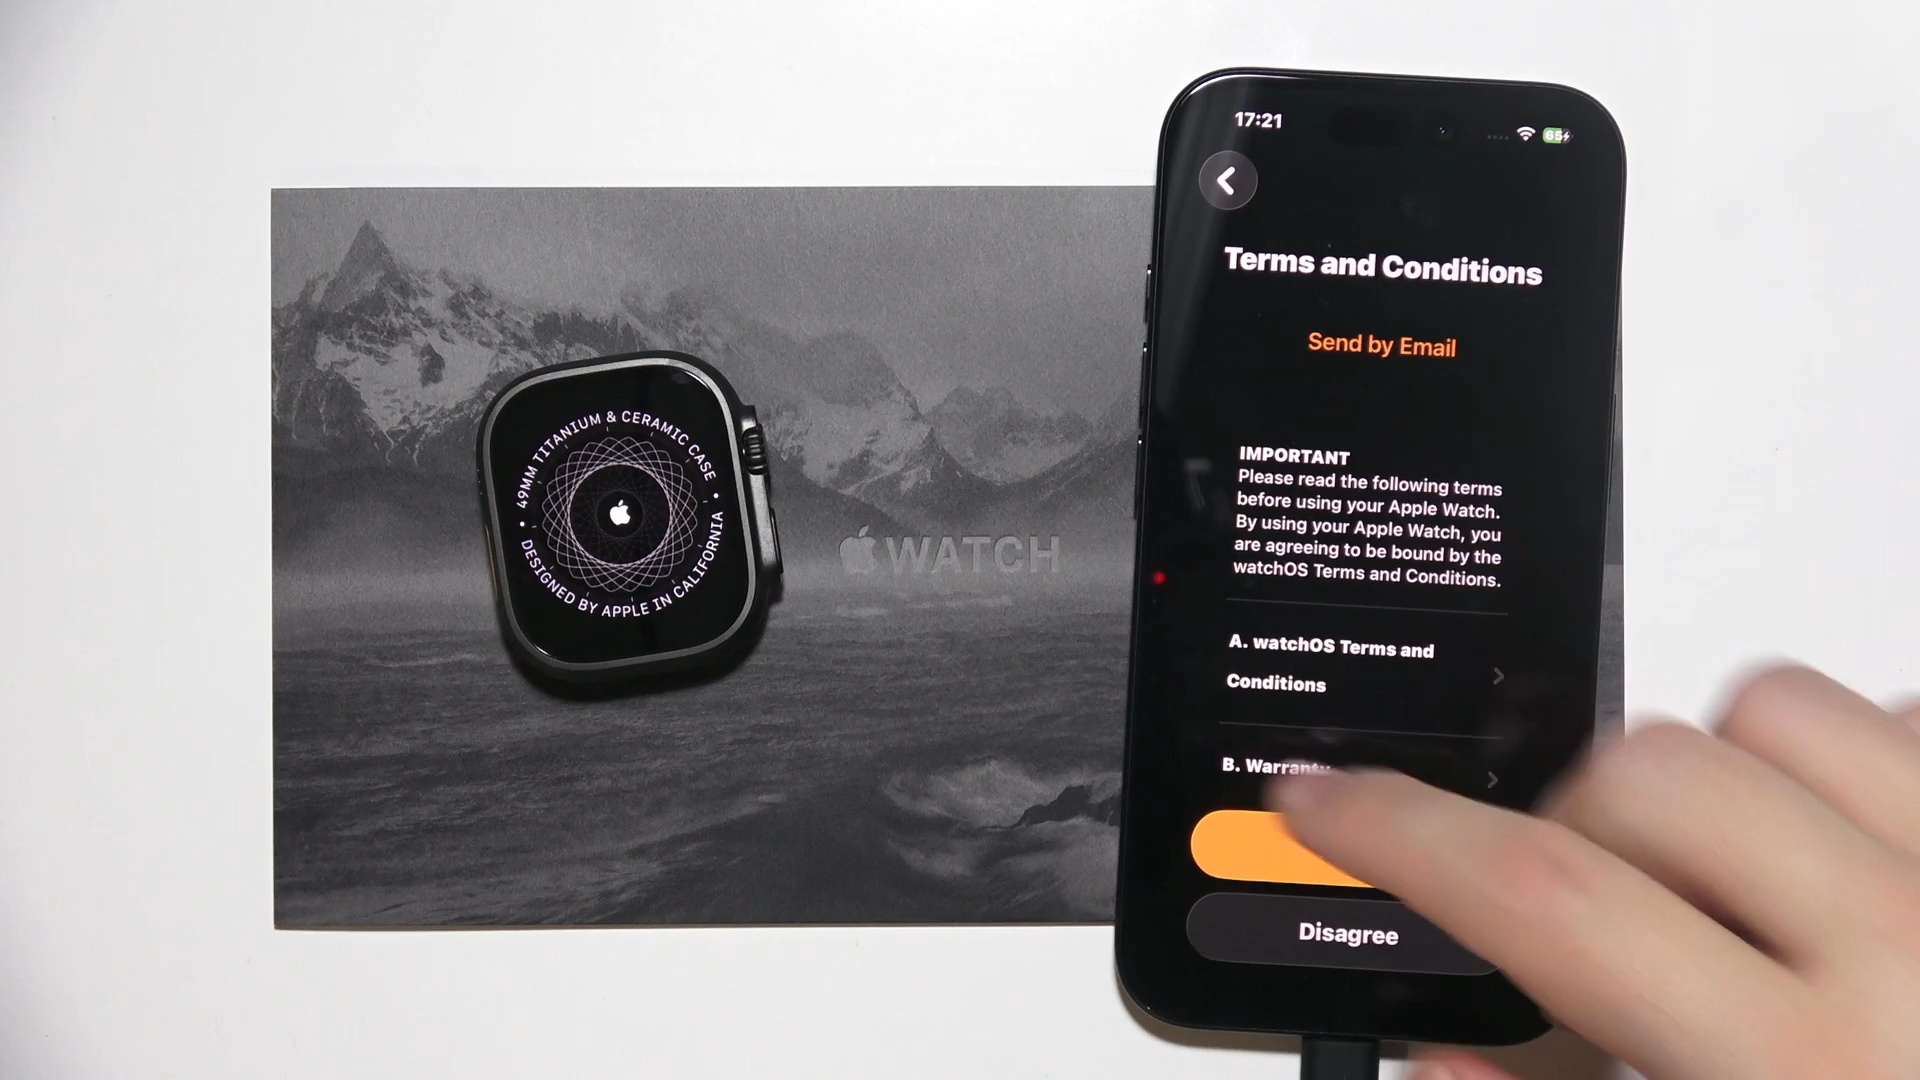 17:21
65
Terms and Conditions
Send by Email
IMPORTANT
Please read the following terms
before using your Apple Watch.
By using your Apple Watch, you
are agreeing to be bound by the
watchOS Terms and Conditions.
A. watchOS Terms and
Conditions
B. Warranty
Disagree
• 49MM TITANIUM & CERAMIC CASE •
DESIGNED BY APPLE IN CALIFORNIA
WATCH